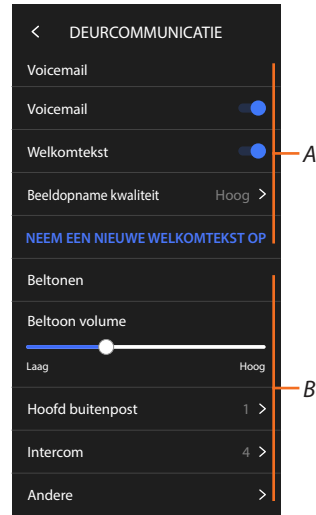 DEURCOMMUNICATIE
Voicemail
Voicemail
Welkomtekst
A
Beeldopname kwaliteit Hoog
NEEM EEN NIEUWE WELKOMTEKST OP
Beltonen
Beltoon volume
Laag Hoog
B
Hoofd buitenpost 1
Intercom 4
Andere